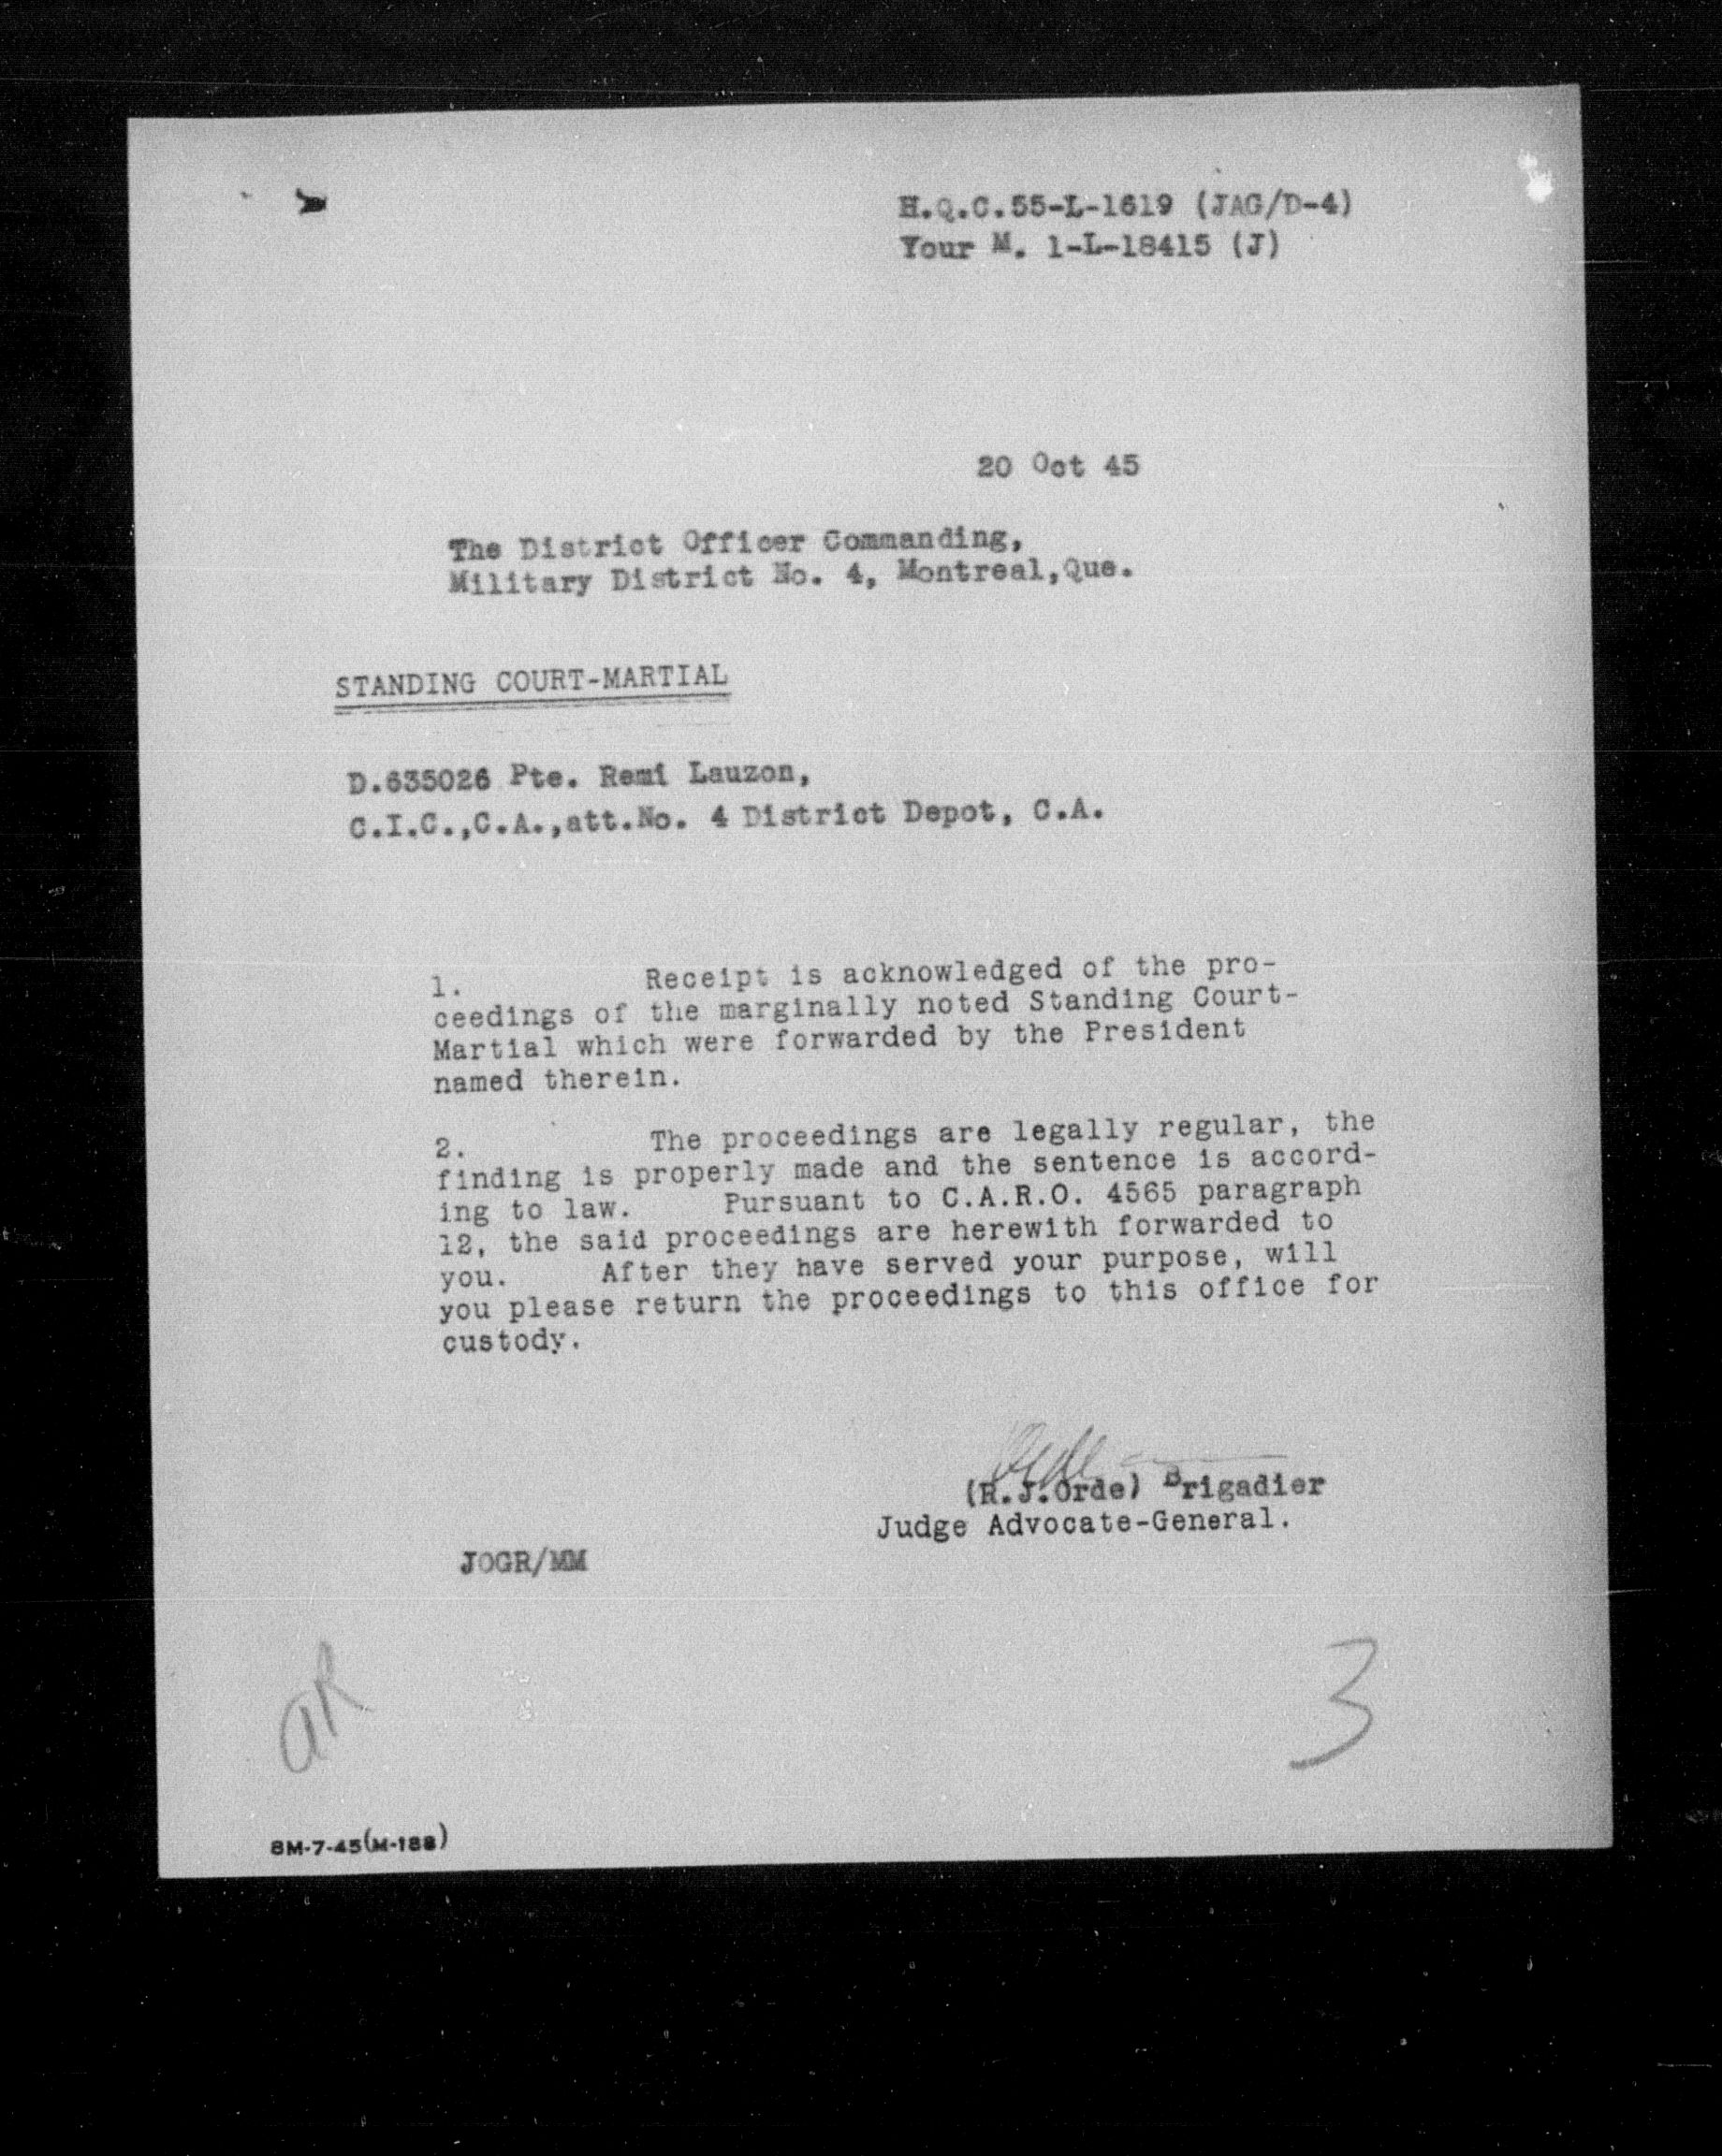 H.Q.C.55-L-1619 (JAG/D-4)
Your M. 1-L-18415 (J)
20 Oct 45
The District Officer Commanding,
Military District No. 4, Montreal,Que.
STANDING COURT-MARTIAL
D.635026 Pte. Remi Lauzon,
C.I.C.,C.A.,att.No. 4 District Depot, C.A.
1. Receipt is acknowledged of the pro-
ceedings of the marginally noted Standing Court-
Martial which were forwarded by the President
named therein.
2. The proceedings are legally regular, the
finding is properly made and the sentence is accord-
ing to law. Pursuant to C.A.R.O. 4565 paragraph
12, the said proceedings are herewith forwarded to
you. After they have served your purpose, will
you please return the proceedings to this office for
custody.
(R.J.Orde) Brigadier
Judge Advocate-General.
JOGR/MM
aR
3
8M-7-45(M-188)